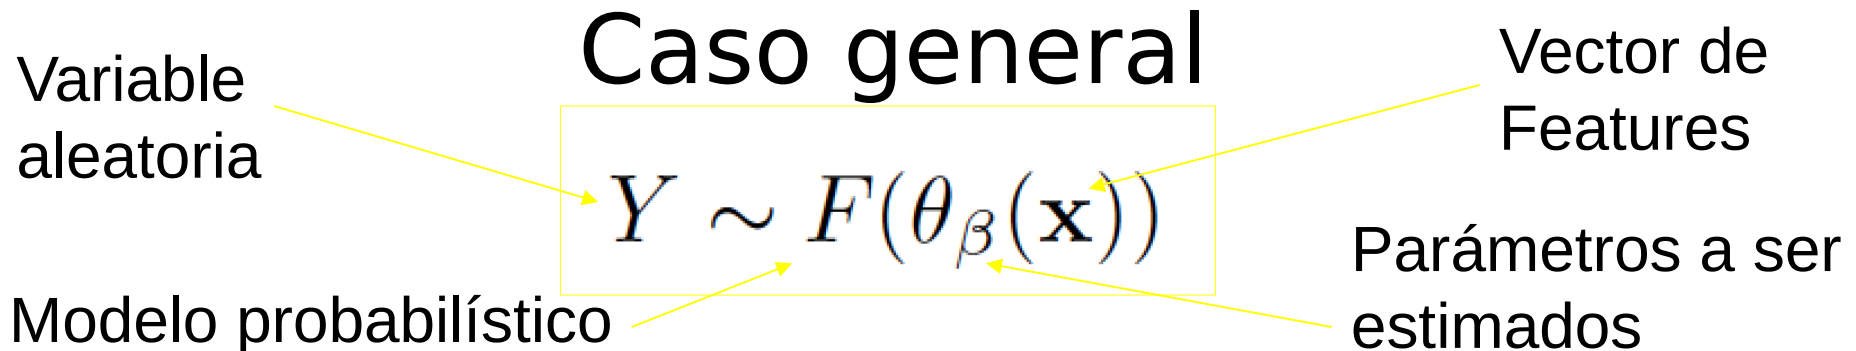 Caso general
Variable
aleatoria
Vector de
Features
Y ∼ F(θ_β(𝐱))
Modelo probabilístico
Parámetros a ser
estimados